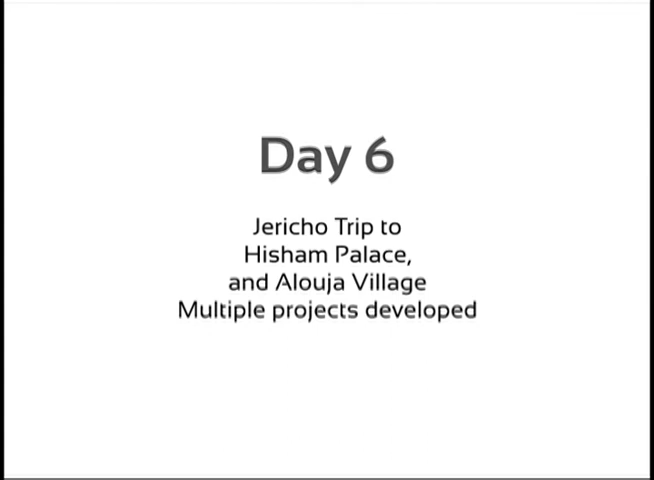 Day 6
Jericho Trip to
Hisham Palace,
and Alouja Village
Multiple projects developed